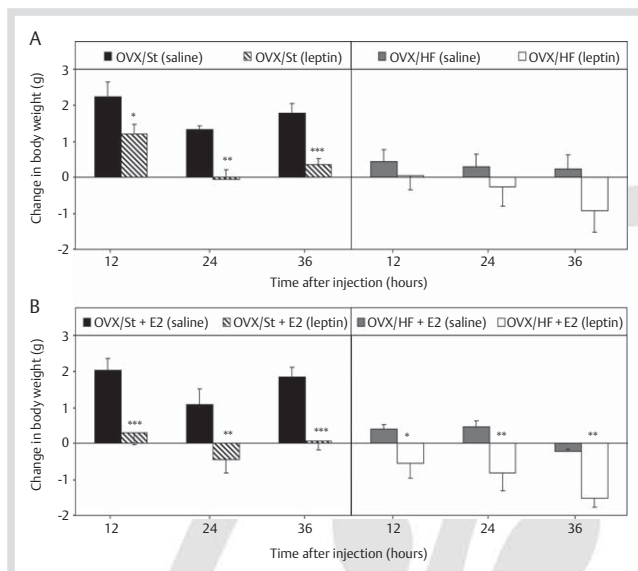 A
OVX/St (saline) OVX/St (leptin) OVX/HF (saline) OVX/HF (leptin)
3
2
1
0
-1
-2
Change in body weight (g)
* ** ***
12 24 36 12 24 36
Time after injection (hours)
B
OVX/St + E2 (saline) OVX/St + E2 (leptin) OVX/HF + E2 (saline) OVX/HF + E2 (leptin)
3
2
1
0
-1
-2
Change in body weight (g)
*** ** *** * ** **
12 24 36 12 24 36
Time after injection (hours)